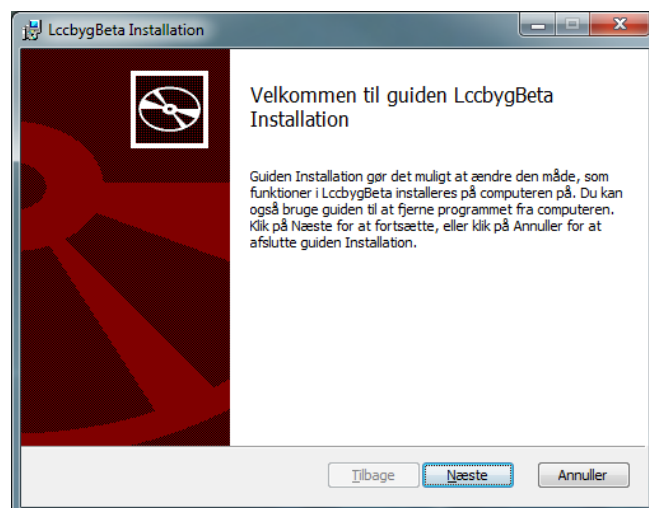 LccbygBeta Installation
Velkommen til guiden LccbygBeta
Installation
Guiden Installation gør det muligt at ændre den måde, som
funktioner i LccbygBeta installeres på computeren på. Du kan
også bruge guiden til at fjerne programmet fra computeren.
Klik på Næste for at fortsætte, eller klik på Annuller for at
afslutte guiden Installation.
Tilbage Næste Annuller